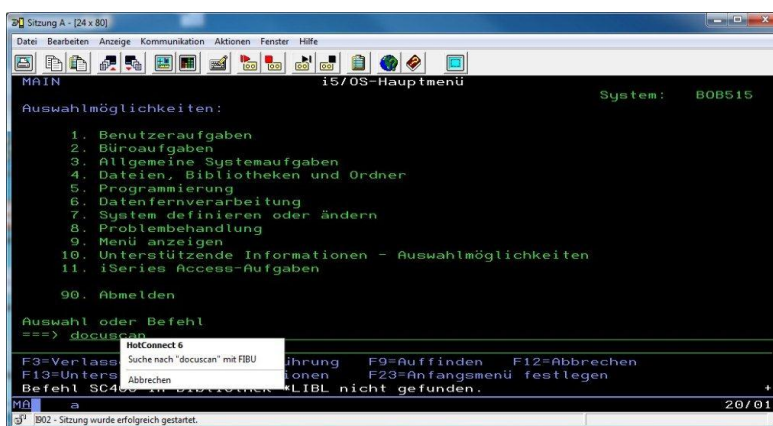 Sitzung A - [24 x 80]
Datei Bearbeiten Anzeige Kommunikation Aktionen Fenster Hilfe
MAIN i5/OS-Hauptmenü
System: BOB515
Auswahlmöglichkeiten:
1. Benutzeraufgaben
2. Büroaufgaben
3. Allgemeine Systemaufgaben
4. Dateien, Bibliotheken und Ordner
5. Programmierung
6. Datenfernverarbeitung
7. System definieren oder ändern
8. Problembehandlung
9. Menü anzeigen
10. Unterstützende Informationen - Auswahlmöglichkeiten
11. iSeries Access-Aufgaben
90. Abmelden
Auswahl oder Befehl
===> docuscan
HotConnect 6
Suche nach "docuscan" mit FIBU
Abbrechen
F3=Verlass ührung F9=Auffinden F12=Abbrechen
F13=Unters ionen F23=Anfangsmenü festlegen
Befehl *LIBL nicht gefunden. +
MA a 20/01
I902 - Sitzung wurde erfolgreich gestartet.